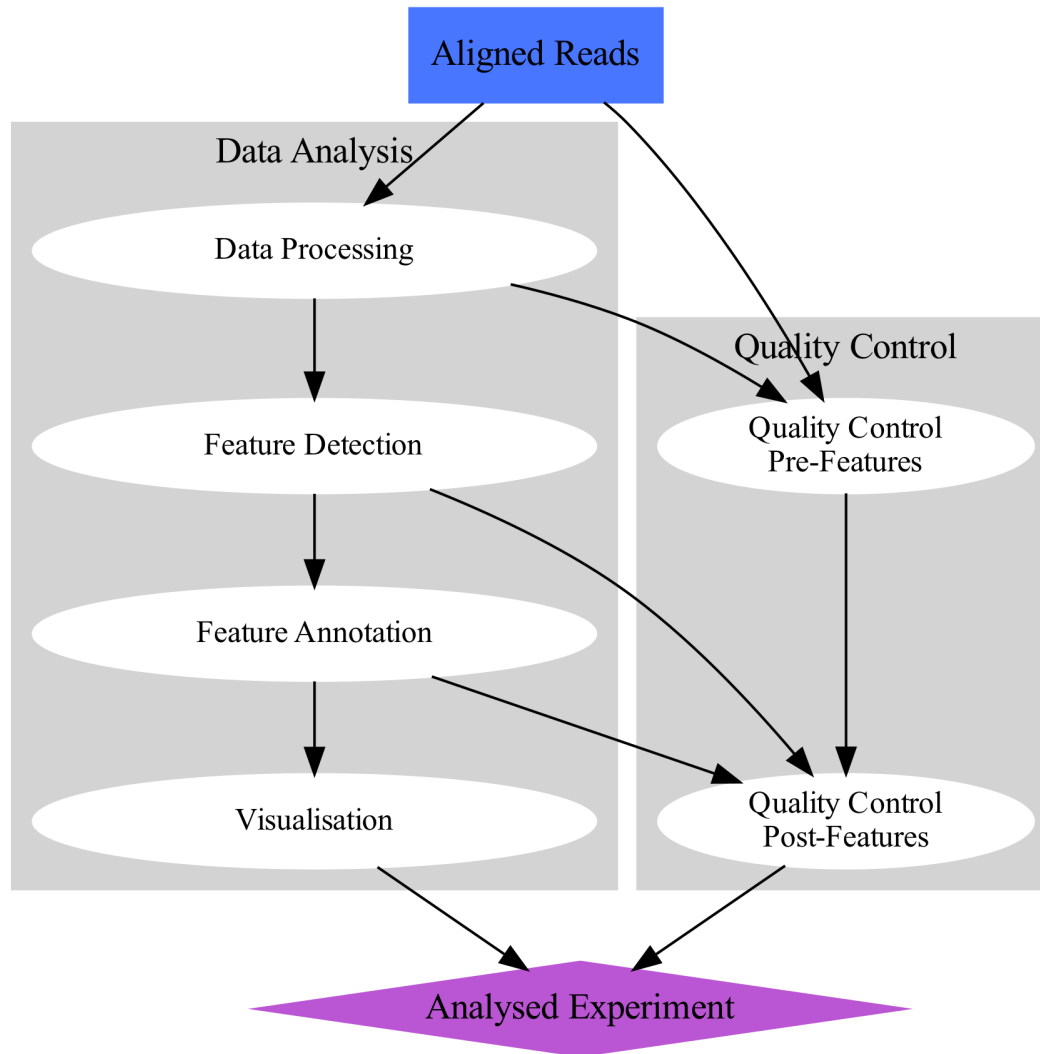 Aligned Reads
Data Analysis
Data Processing
Feature Detection
Feature Annotation
Visualisation
Quality Control
Quality Control
Pre-Features
Quality Control
Post-Features
Analysed Experiment